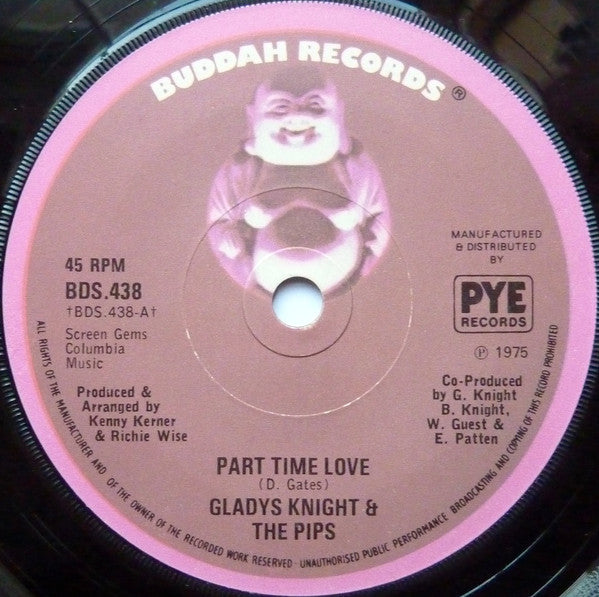 BUDDAH RECORDS®
45 RPM
BDS.438
†BDS.438-A†
Screen Gems
Columbia
Music
Produced &
Arranged by
Kenny Kerner
& Richie Wise
MANUFACTURED
& DISTRIBUTED
BY
PYE
RECORDS
℗ 1975
Co-Produced
by G. Knight
B. Knight,
W. Guest &
E. Patten
PART TIME LOVE
(D. Gates)
GLADYS KNIGHT &
THE PIPS
ALL RIGHTS OF THE MANUFACTURER AND OF THE OWNER OF THE RECORDED WORK RESERVED - UNAUTHORISED PUBLIC PERFORMANCE BROADCASTING AND COPYING OF THIS RECORD PROHIBITED